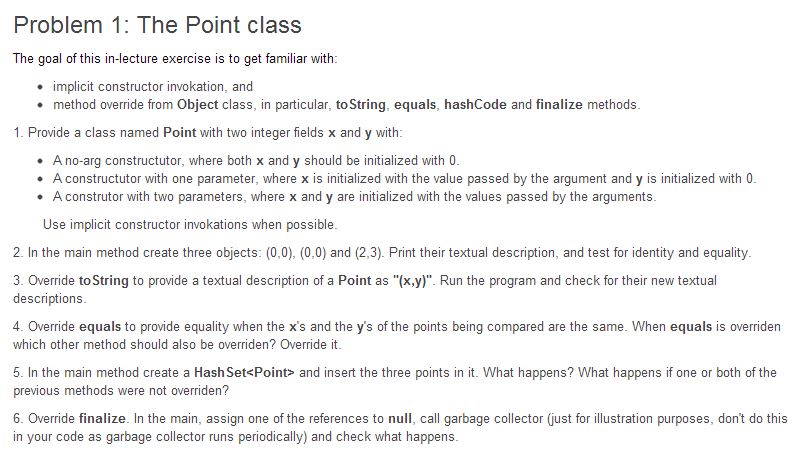 Problem 1: The Point class
The goal of this in-lecture exercise is to get familiar with:
• implicit constructor invokation, and
• method override from Object class, in particular, toString, equals, hashCode and finalize methods.
1. Provide a class named Point with two integer fields x and y with:
• A no-arg constructutor, where both x and y should be initialized with 0.
• A constructutor with one parameter, where x is initialized with the value passed by the argument and y is initialized with 0.
• A construtor with two parameters, where x and y are initialized with the values passed by the arguments.
Use implicit constructor invokations when possible.
2. In the main method create three objects: (0,0), (0,0) and (2,3). Print their textual description, and test for identity and equality.
3. Override toString to provide a textual description of a Point as "(x,y)". Run the program and check for their new textual
descriptions.
4. Override equals to provide equality when the x's and the y's of the points being compared are the same. When equals is overriden
which other method should also be overriden? Override it.
5. In the main method create a HashSet<Point> and insert the three points in it. What happens? What happens if one or both of the
previous methods were not overriden?
6. Override finalize. In the main, assign one of the references to null, call garbage collector (just for illustration purposes, don't do this
in your code as garbage collector runs periodically) and check what happens.